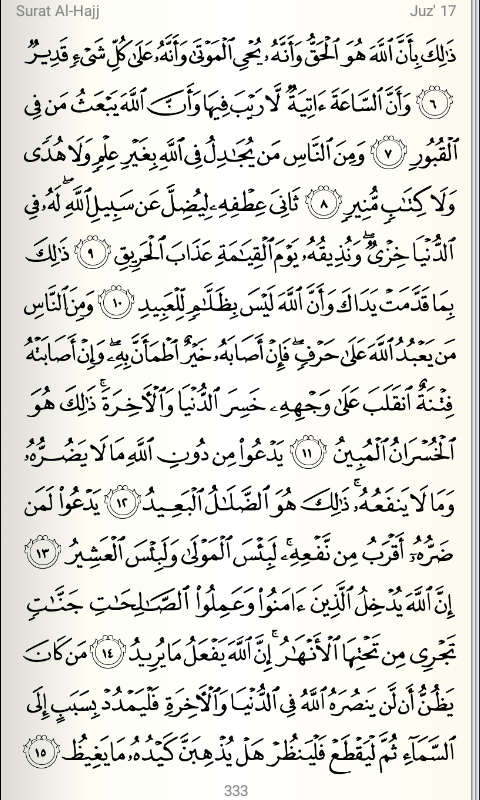 Surat Al-Hajj
Juz' 17
ذَٰلِكَ بِأَنَّ ٱللَّهَ هُوَ ٱلْحَقُّ وَأَنَّهُۥ يُحْىِ ٱلْمَوْتَىٰ وَأَنَّهُۥ عَلَىٰ كُلِّ شَىْءٍ قَدِيرٌ
٦ وَأَنَّ ٱلسَّاعَةَ ءَاتِيَةٌ لَّا رَيْبَ فِيهَا وَأَنَّ ٱللَّهَ يَبْعَثُ مَن فِى
ٱلْقُبُورِ ٧ وَمِنَ ٱلنَّاسِ مَن يُجَٰدِلُ فِى ٱللَّهِ بِغَيْرِ عِلْمٍ وَلَا هُدًى
وَلَا كِتَٰبٍ مُّنِيرٍ ٨ ثَانِىَ عِطْفِهِۦ لِيُضِلَّ عَن سَبِيلِ ٱللَّهِ ۖ لَهُۥ فِى
ٱلدُّنْيَا خِزْىٌ ۖ وَنُذِيقُهُۥ يَوْمَ ٱلْقِيَٰمَةِ عَذَابَ ٱلْحَرِيقِ ٩ ذَٰلِكَ
بِمَا قَدَّمَتْ يَدَاكَ وَأَنَّ ٱللَّهَ لَيْسَ بِظَلَّٰمٍ لِّلْعَبِيدِ ١٠ وَمِنَ ٱلنَّاسِ
مَن يَعْبُدُ ٱللَّهَ عَلَىٰ حَرْفٍ ۖ فَإِنْ أَصَابَهُۥ خَيْرٌ ٱطْمَأَنَّ بِهِۦ ۖ وَإِنْ أَصَابَتْهُ
فِتْنَةٌ ٱنقَلَبَ عَلَىٰ وَجْهِهِۦ خَسِرَ ٱلدُّنْيَا وَٱلْءَاخِرَةَ ۚ ذَٰلِكَ هُوَ
ٱلْخُسْرَانُ ٱلْمُبِينُ ١١ يَدْعُوا۟ مِن دُونِ ٱللَّهِ مَا لَا يَضُرُّهُۥ
وَمَا لَا يَنفَعُهُۥ ۚ ذَٰلِكَ هُوَ ٱلضَّلَٰلُ ٱلْبَعِيدُ ١٢ يَدْعُوا۟ لَمَن
ضَرُّهُۥٓ أَقْرَبُ مِن نَّفْعِهِۦ ۚ لَبِئْسَ ٱلْمَوْلَىٰ وَلَبِئْسَ ٱلْعَشِيرُ ١٣
إِنَّ ٱللَّهَ يُدْخِلُ ٱلَّذِينَ ءَامَنُوا۟ وَعَمِلُوا۟ ٱلصَّٰلِحَٰتِ جَنَّٰتٍ
تَجْرِى مِن تَحْتِهَا ٱلْأَنْهَٰرُ ۚ إِنَّ ٱللَّهَ يَفْعَلُ مَا يُرِيدُ ١٤ مَن كَانَ
يَظُنُّ أَن لَّن يَنصُرَهُ ٱللَّهُ فِى ٱلدُّنْيَا وَٱلْءَاخِرَةِ فَلْيَمْدُدْ بِسَبَبٍ إِلَى
ٱلسَّمَآءِ ثُمَّ لْيَقْطَعْ فَلْيَنظُرْ هَلْ يُذْهِبَنَّ كَيْدُهُۥ مَا يَغِيظُ ١٥
333